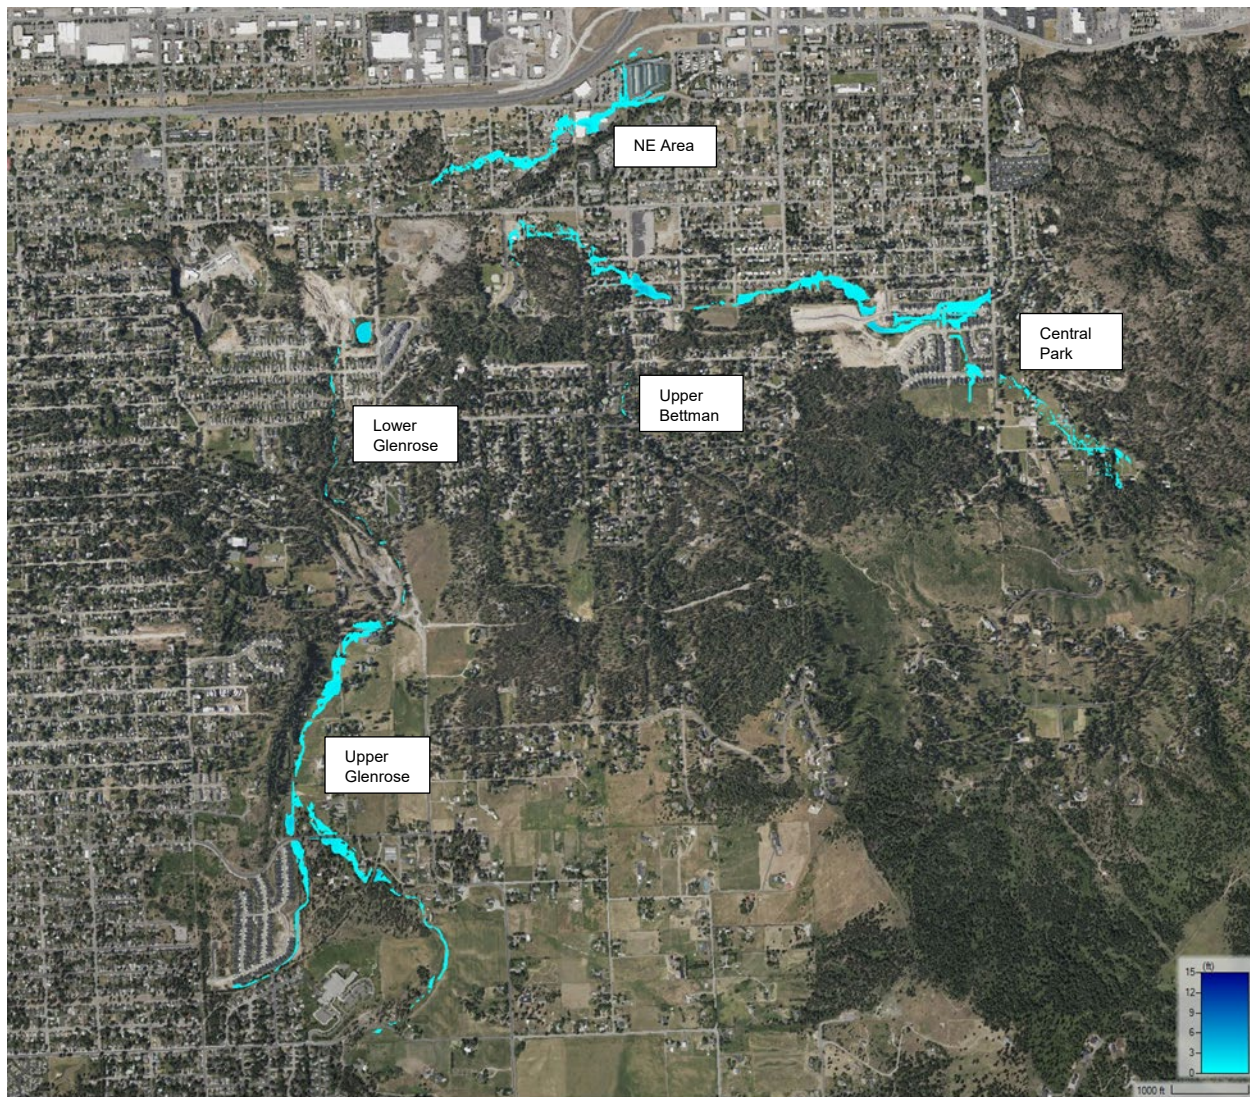 NE Area
Central
Park
Upper
Bettman
Lower
Glenrose
Upper
Glenrose
(ft)
15
12
9
6
3
0
1000 ft